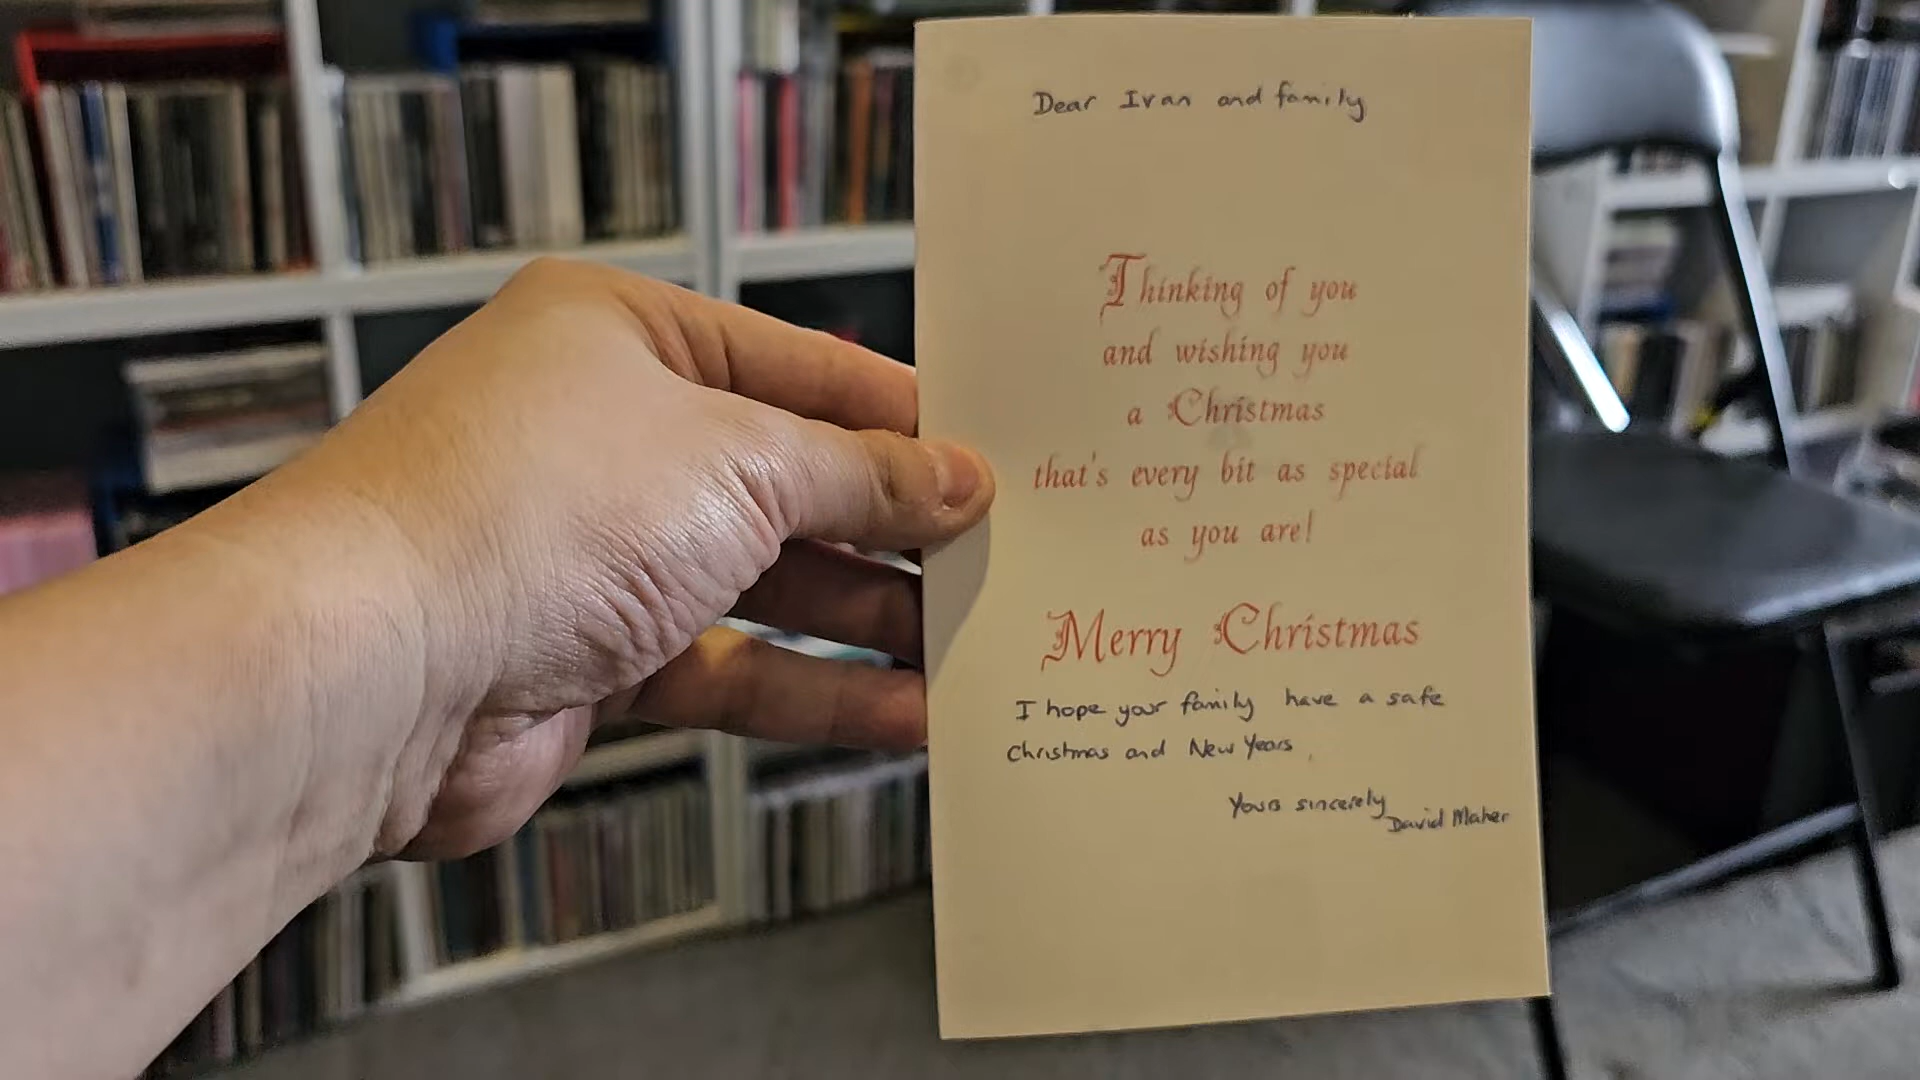 Dear Ivan and family
Thinking of you
and wishing you
a Christmas
that's every bit as special
as you are!
Merry Christmas
I hope your family have a safe
Christmas and New Years,
Yours sincerely
David Maher